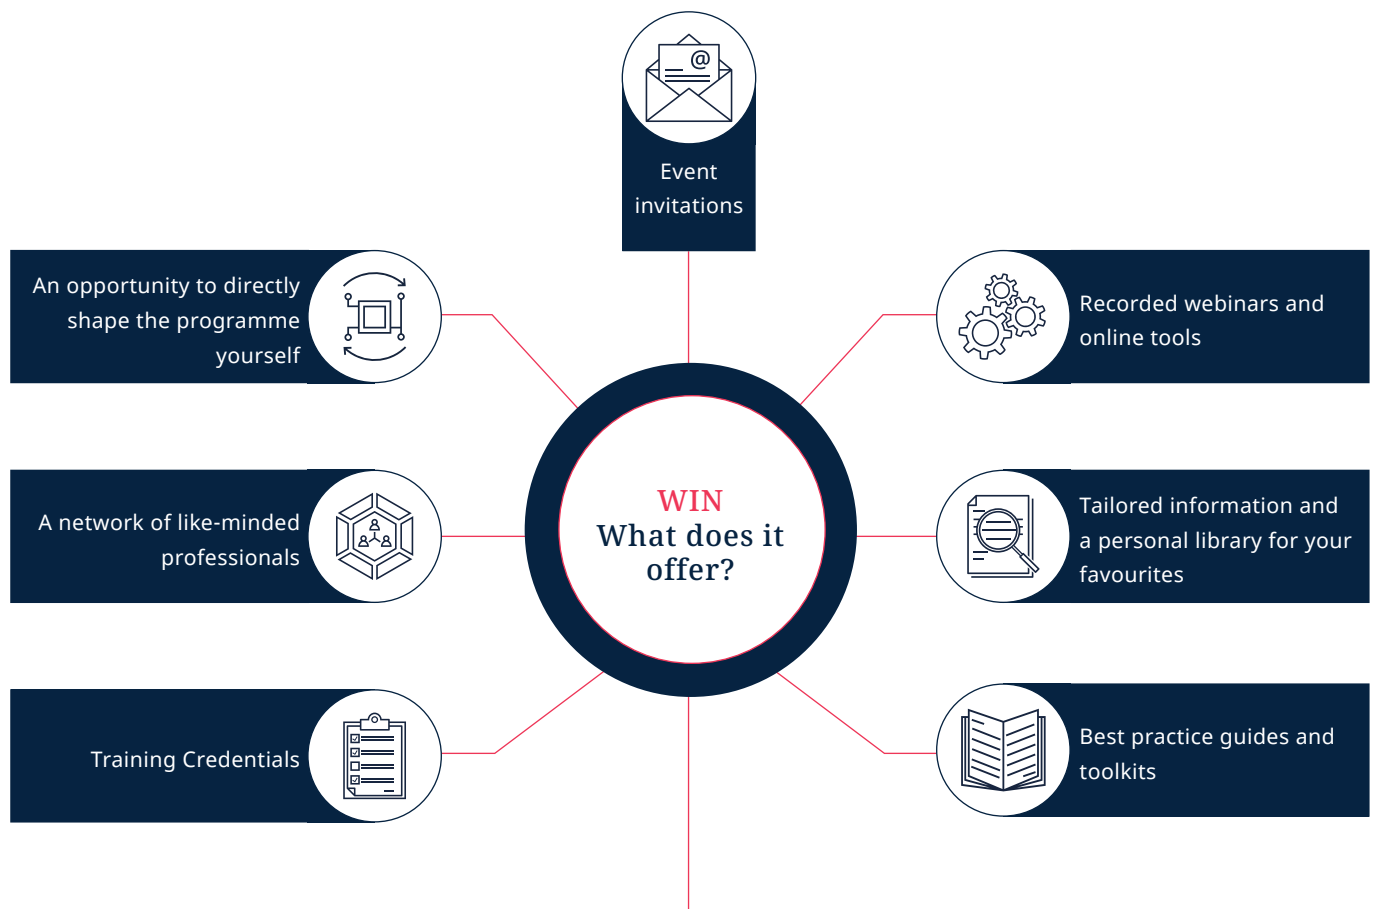 @
Event
invitations
An opportunity to directly
shape the programme
yourself
Recorded webinars and
online tools
WIN
What does it
offer?
A network of like-minded
professionals
Tailored information and
a personal library for your
favourites
Training Credentials
Best practice guides and
toolkits